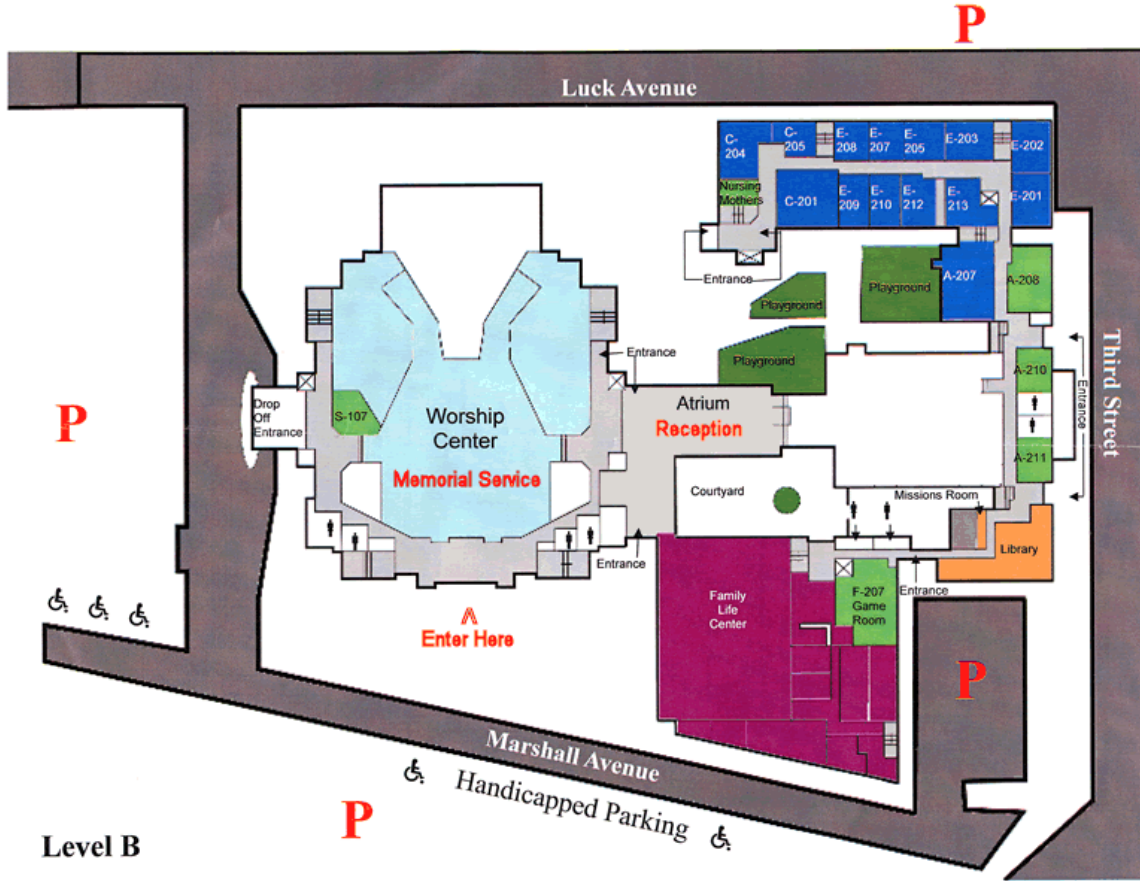 P
Luck Avenue
C-
204
C-
205
E-
208
E-
207
E-
205
E-203
E-202
Nursing
Mothers
C-201
E-
209
E-
210
E-
212
E-
213
E-201
Entrance
A-207
A-208
Playground
Playground
Playground
Entrance
A-210
Entrance
Third Street
A-211
P
Drop
Off
Entrance
S-107
Worship
Center
Memorial Service
Atrium
Reception
Courtyard
Missions Room
Library
Entrance
Entrance
Family
Life
Center
F-207
Game
Room
Enter Here
P
Marshall Avenue
Handicapped Parking
P
Level B